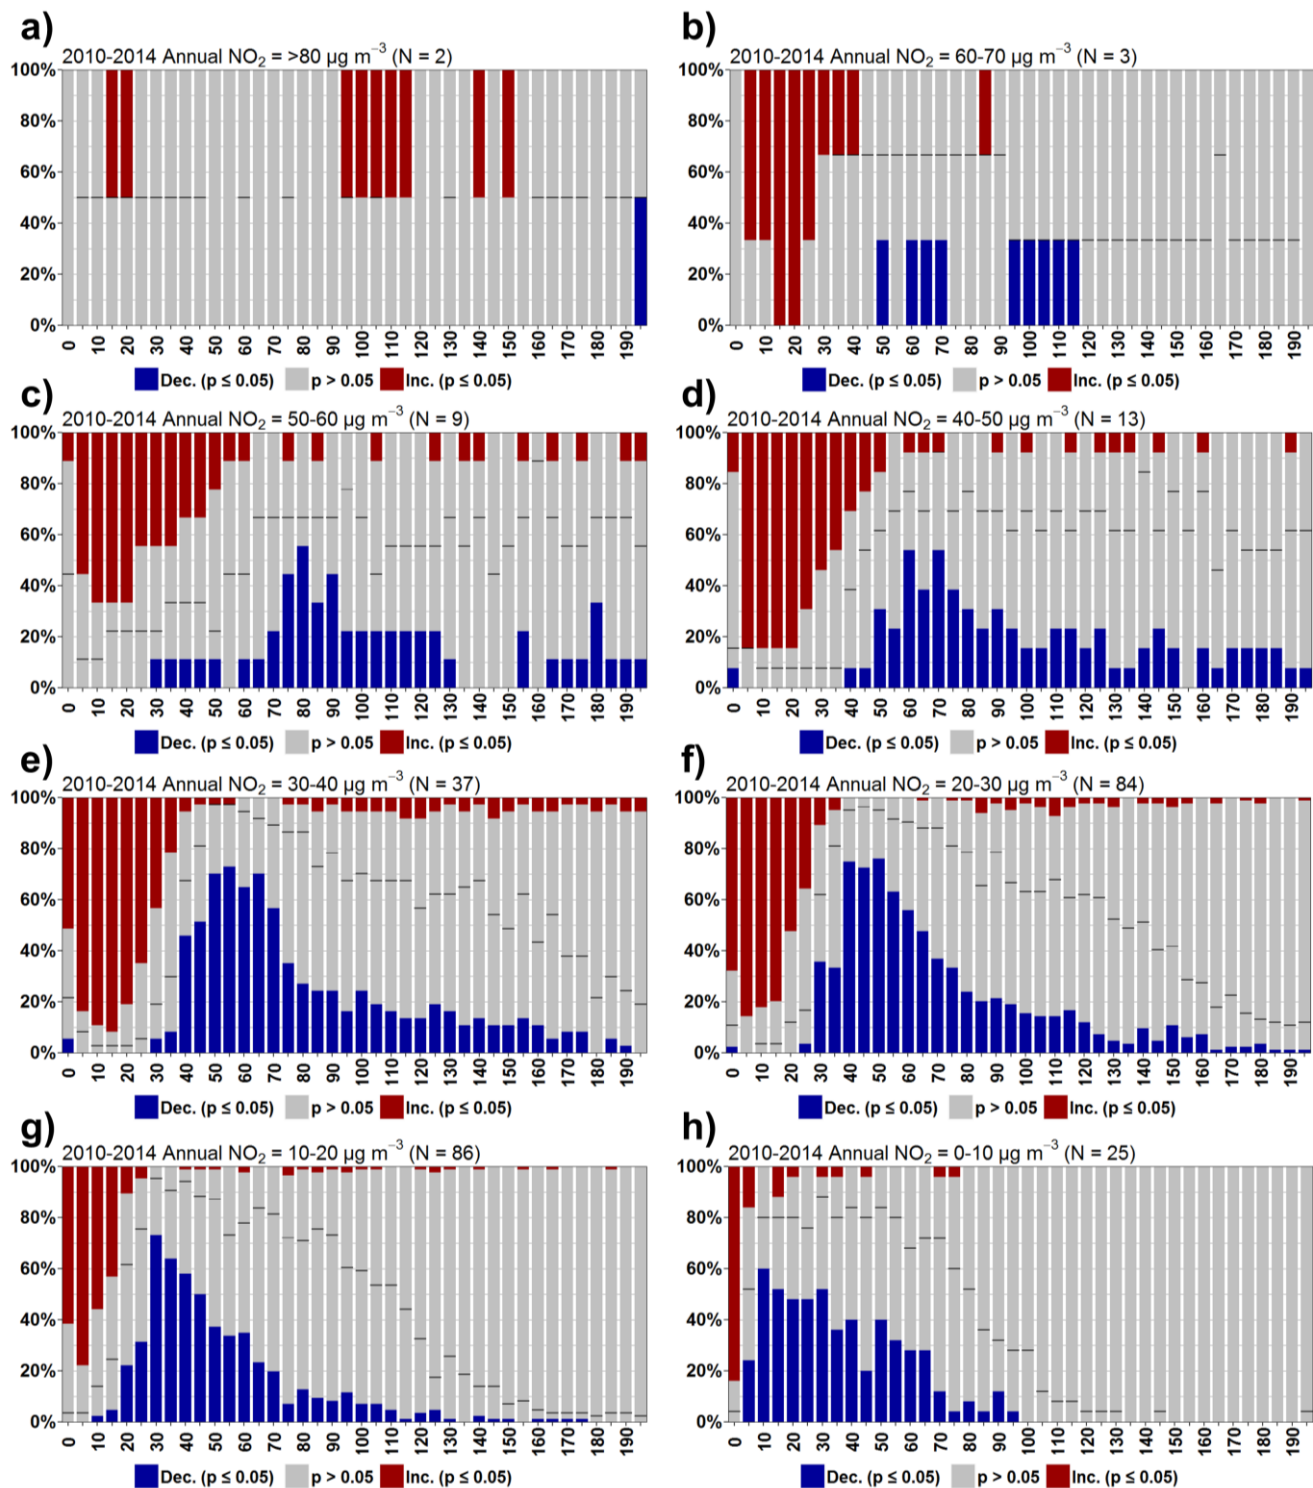 a)
2010-2014 Annual NO₂ = >80 µg m⁻³ (N = 2)
100%
80%
60%
40%
20%
0%
0 10 20 30 40 50 60 70 80 90 100 110 120 130 140 150 160 170 180 190
Dec. (p ≤ 0.05) p > 0.05 Inc. (p ≤ 0.05)
b)
2010-2014 Annual NO₂ = 60-70 µg m⁻³ (N = 3)
100%
80%
60%
40%
20%
0%
0 10 20 30 40 50 60 70 80 90 100 110 120 130 140 150 160 170 180 190
Dec. (p ≤ 0.05) p > 0.05 Inc. (p ≤ 0.05)
c)
2010-2014 Annual NO₂ = 50-60 µg m⁻³ (N = 9)
100%
80%
60%
40%
20%
0%
0 10 20 30 40 50 60 70 80 90 100 110 120 130 140 150 160 170 180 190
Dec. (p ≤ 0.05) p > 0.05 Inc. (p ≤ 0.05)
d)
2010-2014 Annual NO₂ = 40-50 µg m⁻³ (N = 13)
100%
80%
60%
40%
20%
0%
0 10 20 30 40 50 60 70 80 90 100 110 120 130 140 150 160 170 180 190
Dec. (p ≤ 0.05) p > 0.05 Inc. (p ≤ 0.05)
e)
2010-2014 Annual NO₂ = 30-40 µg m⁻³ (N = 37)
100%
80%
60%
40%
20%
0%
0 10 20 30 40 50 60 70 80 90 100 110 120 130 140 150 160 170 180 190
Dec. (p ≤ 0.05) p > 0.05 Inc. (p ≤ 0.05)
f)
2010-2014 Annual NO₂ = 20-30 µg m⁻³ (N = 84)
100%
80%
60%
40%
20%
0%
0 10 20 30 40 50 60 70 80 90 100 110 120 130 140 150 160 170 180 190
Dec. (p ≤ 0.05) p > 0.05 Inc. (p ≤ 0.05)
g)
2010-2014 Annual NO₂ = 10-20 µg m⁻³ (N = 86)
100%
80%
60%
40%
20%
0%
0 10 20 30 40 50 60 70 80 90 100 110 120 130 140 150 160 170 180 190
Dec. (p ≤ 0.05) p > 0.05 Inc. (p ≤ 0.05)
h)
2010-2014 Annual NO₂ = 0-10 µg m⁻³ (N = 25)
100%
80%
60%
40%
20%
0%
0 10 20 30 40 50 60 70 80 90 100 110 120 130 140 150 160 170 180 190
Dec. (p ≤ 0.05) p > 0.05 Inc. (p ≤ 0.05)